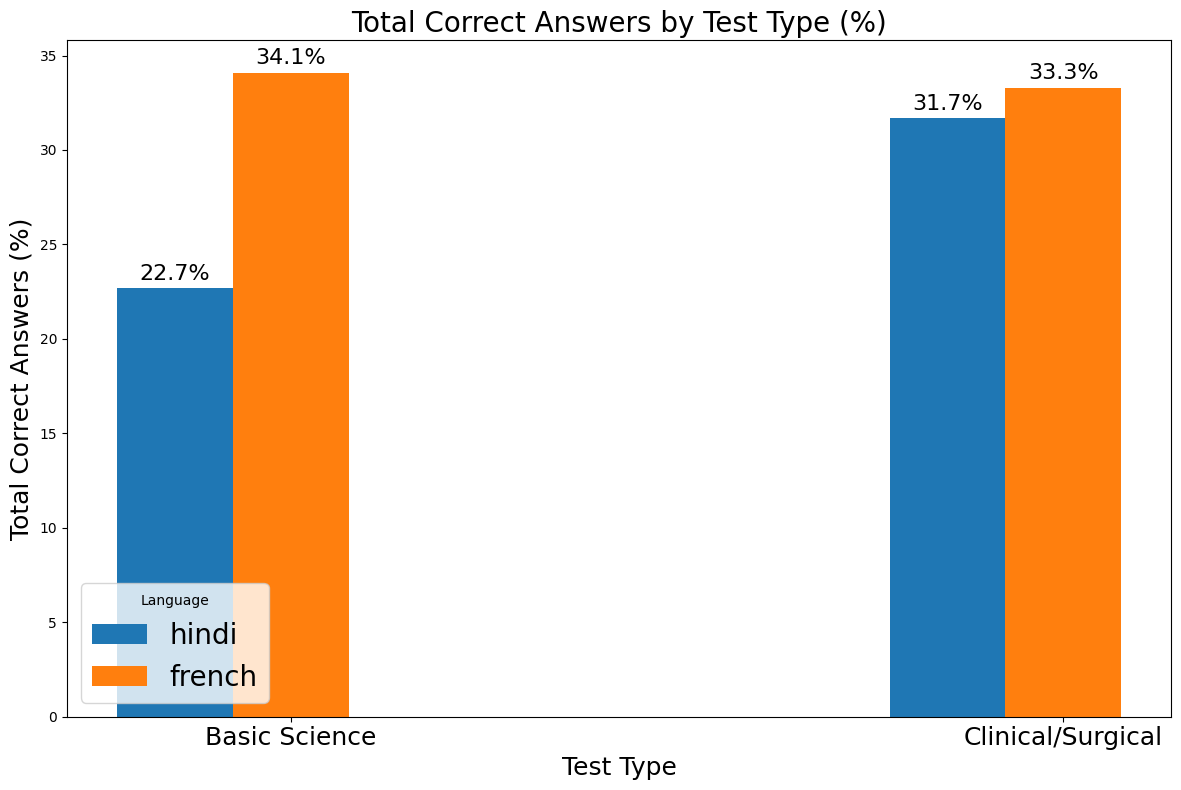 Total Correct Answers by Test Type (%)
Total Correct Answers (%)
35
30
25
20
15
10
5
0
22.7%
34.1%
31.7%
33.3%
Language
hindi
french
Basic Science
Clinical/Surgical
Test Type